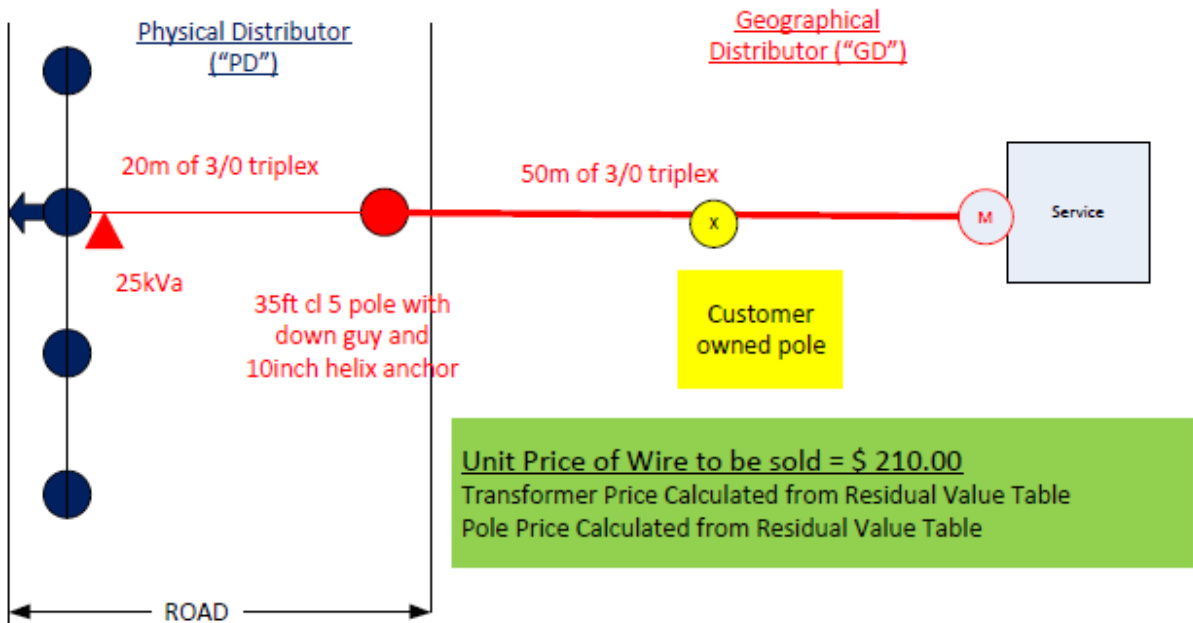 Physical Distributor
("PD")
Geographical
Distributor ("GD")
20m of 3/0 triplex
50m of 3/0 triplex
X
M
Service
25kVa
35ft cl 5 pole with
down guy and
10inch helix anchor
Customer
owned pole
Unit Price of Wire to be sold = $ 210.00
Transformer Price Calculated from Residual Value Table
Pole Price Calculated from Residual Value Table
ROAD